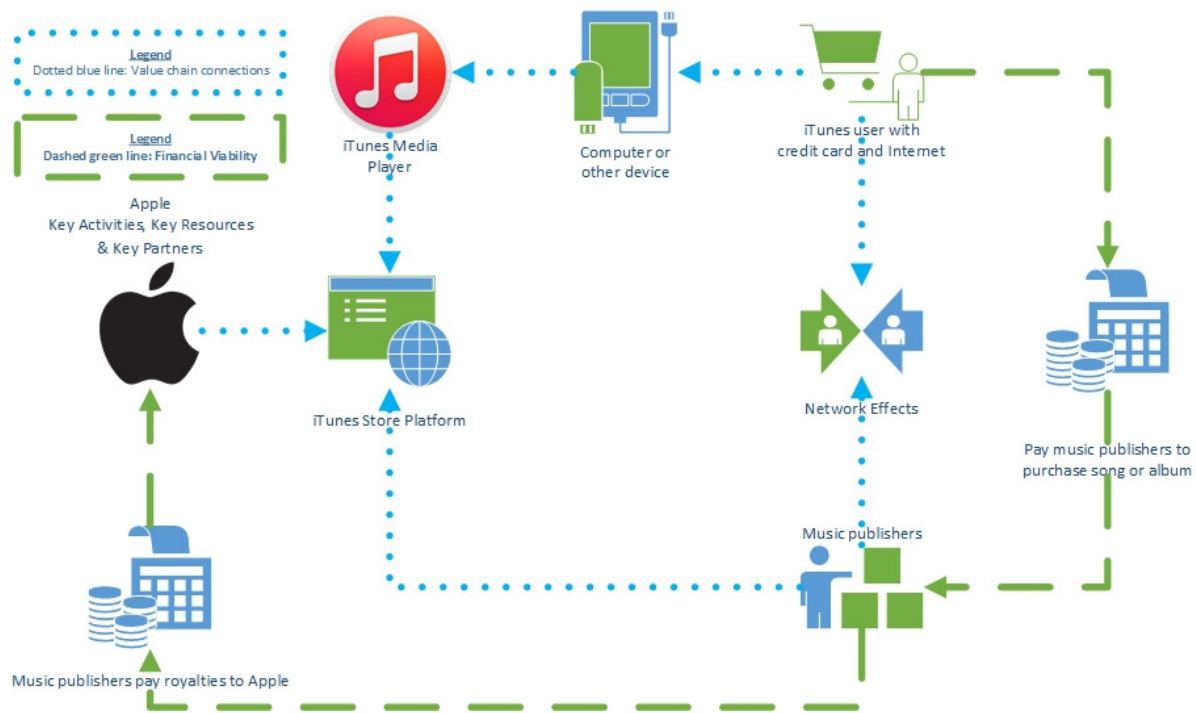 Legend
Dotted blue line: Value chain connections
Legend
Dashed green line: Financial Viability
iTunes Media
Player
Computer or
other device
iTunes user with
credit card and Internet
Apple
Key Activities, Key Resources
& Key Partners
iTunes Store Platform
Network Effects
Pay music publishers to
purchase song or album
Music publishers
Music publishers pay royalties to Apple